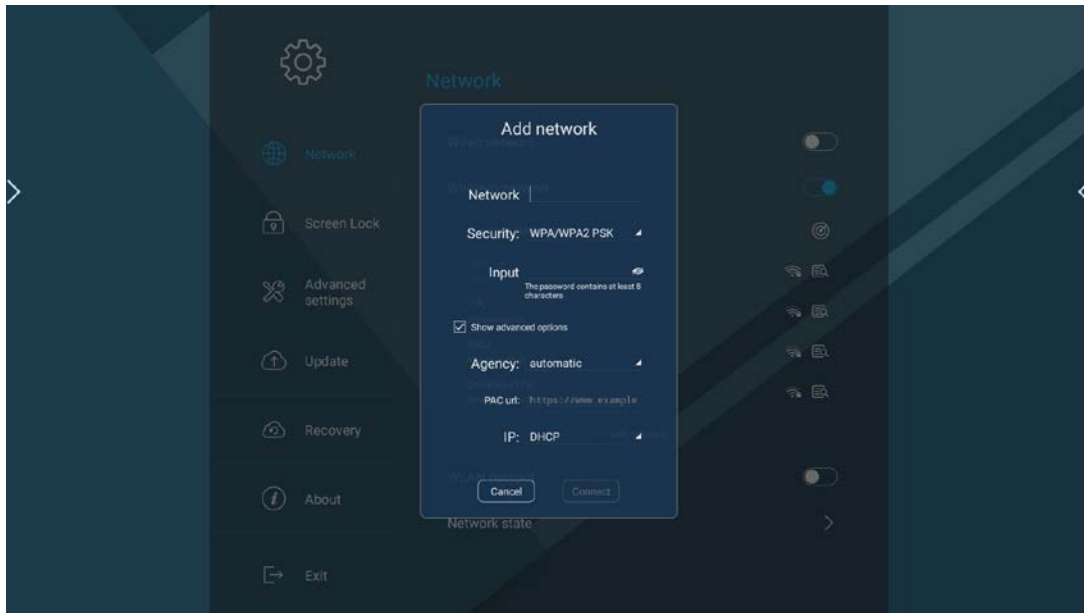 Network
Network
Screen Lock
Advanced
settings
Update
Recovery
About
Exit
Add network
Network
Security: WPA/WPA2 PSK
Input
The password contains at least 8
characters
Show advanced options
Agency: automatic
PAC url: https://www.example
IP: DHCP
Cancel
Connect
Network state